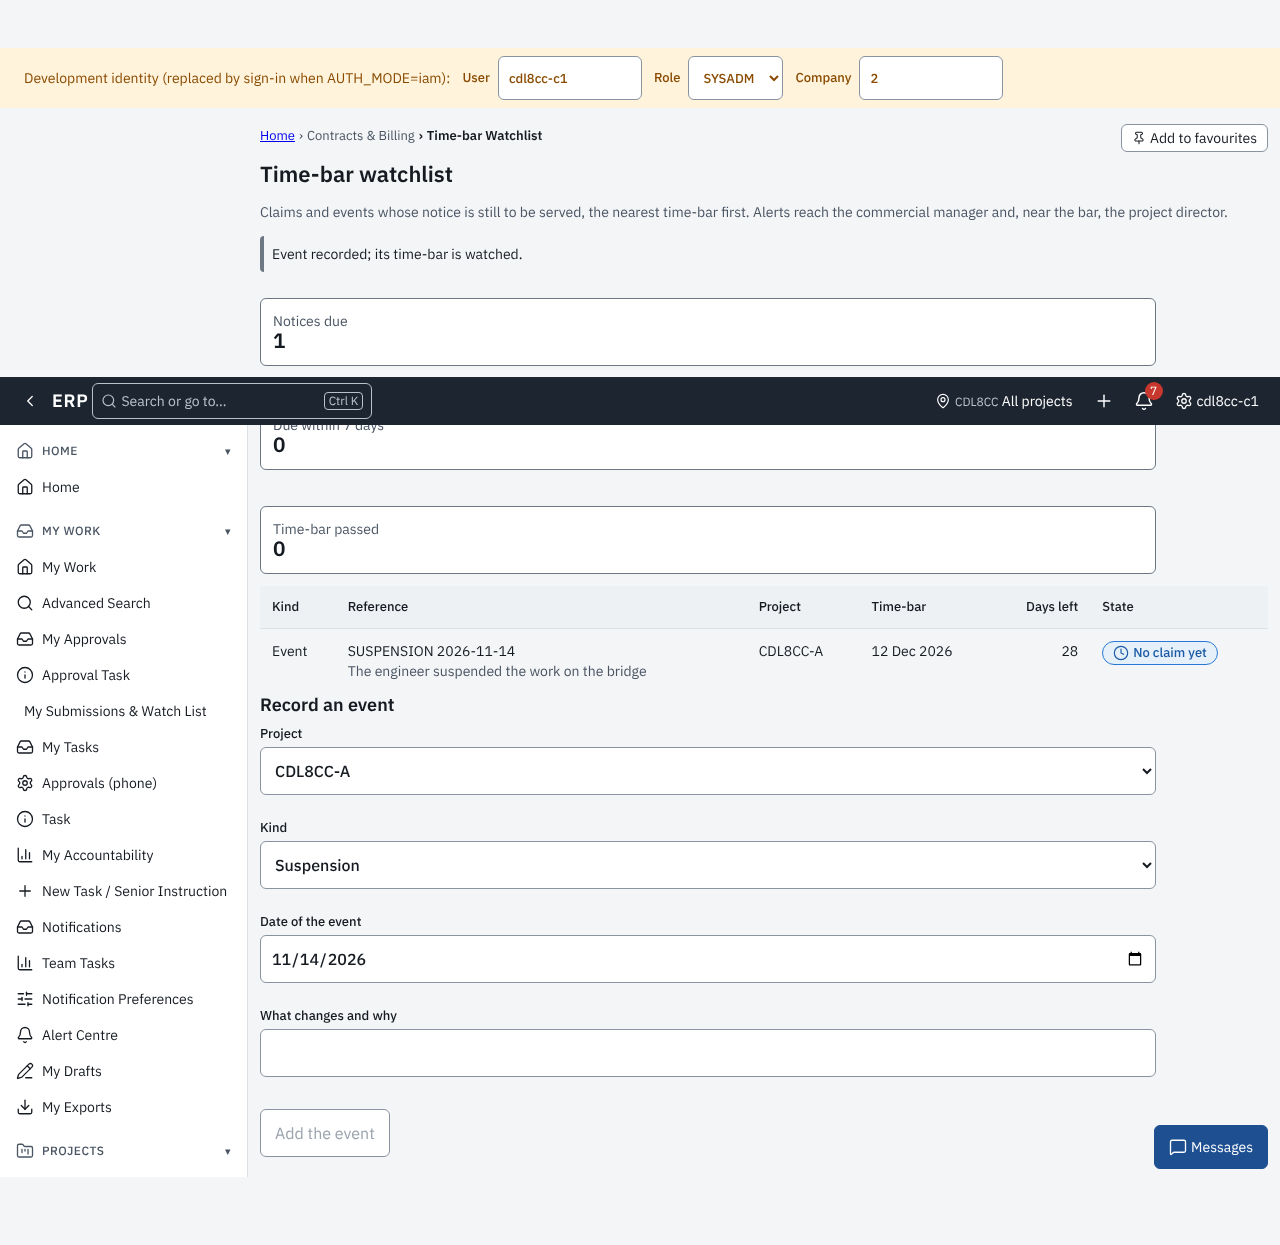 Development identity (replaced by sign-in when AUTH_MODE=iam): User cdl8cc-c1 Role SYSADM Company 2
Home › Contracts & Billing › Time-bar Watchlist
Add to favourites
Time-bar watchlist
Claims and events whose notice is still to be served, the nearest time-bar first. Alerts reach the commercial manager and, near the bar, the project director.
Event recorded; its time-bar is watched.
Notices due
1
ERP Search or go to... Ctrl K CDL8CC All projects 7 cdl8cc-c1
Due within 7 days
0
Time-bar passed
0
Kind Reference Project Time-bar Days left State
Event SUSPENSION 2026-11-14 CDL8CC-A 12 Dec 2026 28 No claim yet
The engineer suspended the work on the bridge
Record an event
Project
CDL8CC-A
Kind
Suspension
Date of the event
11/14/2026
What changes and why
Add the event
Messages
HOME
Home
MY WORK
My Work
Advanced Search
My Approvals
Approval Task
My Submissions & Watch List
My Tasks
Approvals (phone)
Task
My Accountability
New Task / Senior Instruction
Notifications
Team Tasks
Notification Preferences
Alert Centre
My Drafts
My Exports
PROJECTS